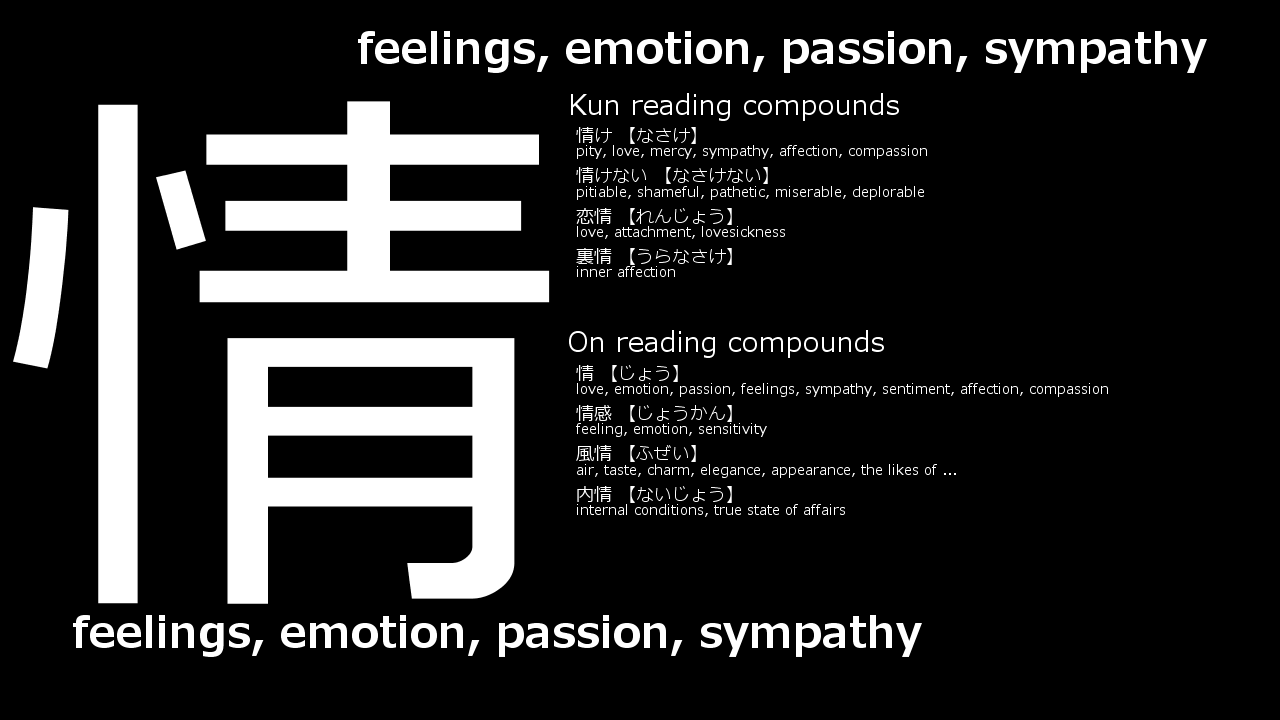 feelings, emotion, passion, sympathy
情
Kun reading compounds
情け 【なさけ】
pity, love, mercy, sympathy, affection, compassion
情けない 【なさけない】
pitiable, shameful, pathetic, miserable, deplorable
恋情 【れんじょう】
love, attachment, lovesickness
裏情 【うらなさけ】
inner affection
On reading compounds
情 【じょう】
love, emotion, passion, feelings, sympathy, sentiment, affection, compassion
情感 【じょうかん】
feeling, emotion, sensitivity
風情 【ふぜい】
air, taste, charm, elegance, appearance, the likes of ...
内情 【ないじょう】
internal conditions, true state of affairs
feelings, emotion, passion, sympathy